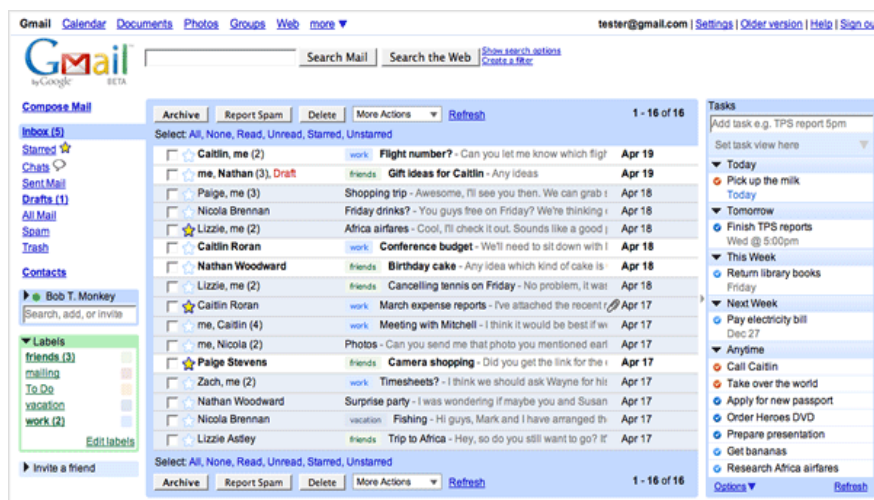 Gmail Calendar Documents Photos Groups Web more ▼
tester@gmail.com | Settings | Older version | Help | Sign
Gmail
by Google BETA
Search Mail Search the Web Show search options
Create a filter
Compose Mail
Inbox (5)
Starred
Chats
Sent Mail
Drafts (1)
All Mail
Spam
Trash
Contacts
Bob T. Monkey
Search, add, or invite
Labels
friends (3)
mailing
To Do
vacation
work (2)
Edit labels
Invite a friend
Archive Report Spam Delete More Actions Refresh 1 - 16 of 16
Select: All, None, Read, Unread, Starred, Unstarred
Caitlin, me (2) work Flight number? - Can you let me know which Apr 19
me, Nathan (3), Draft friends Gift ideas for Caitlin - Any ideas Apr 19
Paige, me (3) Shopping trip - Awesome, I'll see you then. We can grab Apr 18
Nicola Brennan Friday drinks? - You guys free on Friday? We're thinking Apr 18
Lizzie, me (2) Africa airfares - Cool, I'll check it out. Sounds like a good Apr 18
Caitlin Roran work Conference budget - We'll need to sit down with Apr 18
Nathan Woodward friends Birthday cake - Any idea which kind of cake is Apr 18
Lizzie, me (2) friends Cancelling tennis on Friday - No problem, it Apr 18
Caitlin Roran work March expense reports - I've attached the recent Apr 17
me, Caitlin (4) work Meeting with Mitchell - I think it would be best if Apr 17
me, Nicola (2) Photos - Can you send me that photo you mentioned Apr 17
Paige Stevens friends Camera shopping - Did you get the link for the Apr 17
Zach, me (2) work Timesheets? - I think we should ask Wayne for Apr 17
Nathan Woodward Surprise party - I was wondering if maybe you and Susan Apr 17
Nicola Brennan vacation Fishing - Hi guys, Mark and I have arranged Apr 17
Lizzie Astley friends Trip to Africa - Hey, so do you still want to go? Apr 17
Select: All, None, Read, Unread, Starred, Unstarred
Archive Report Spam Delete More Actions Refresh 1 - 16 of 16
Tasks
Add task e.g. TPS report 5pm
Set task view here
Today
Pick up the milk
Today
Tomorrow
Finish TPS reports
Wed @ 5:00pm
This Week
Return library books
Friday
Next Week
Pay electricity bill
Dec 27
Anytime
Call Caitlin
Take over the world
Apply for new passport
Order Heroes DVD
Prepare presentation
Get bananas
Research Africa airfares
Options ▼ Refresh